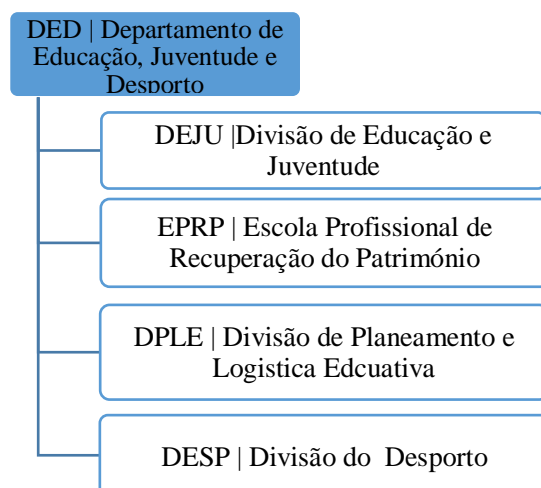 DED | Departamento de
Educação, Juventude e
Desporto
DEJU |Divisão de Educação e
Juventude
EPRP | Escola Profissional de
Recuperação do Património
DPLE | Divisão de Planeamento e
Logistica Edcuativa
DESP | Divisão do  Desporto